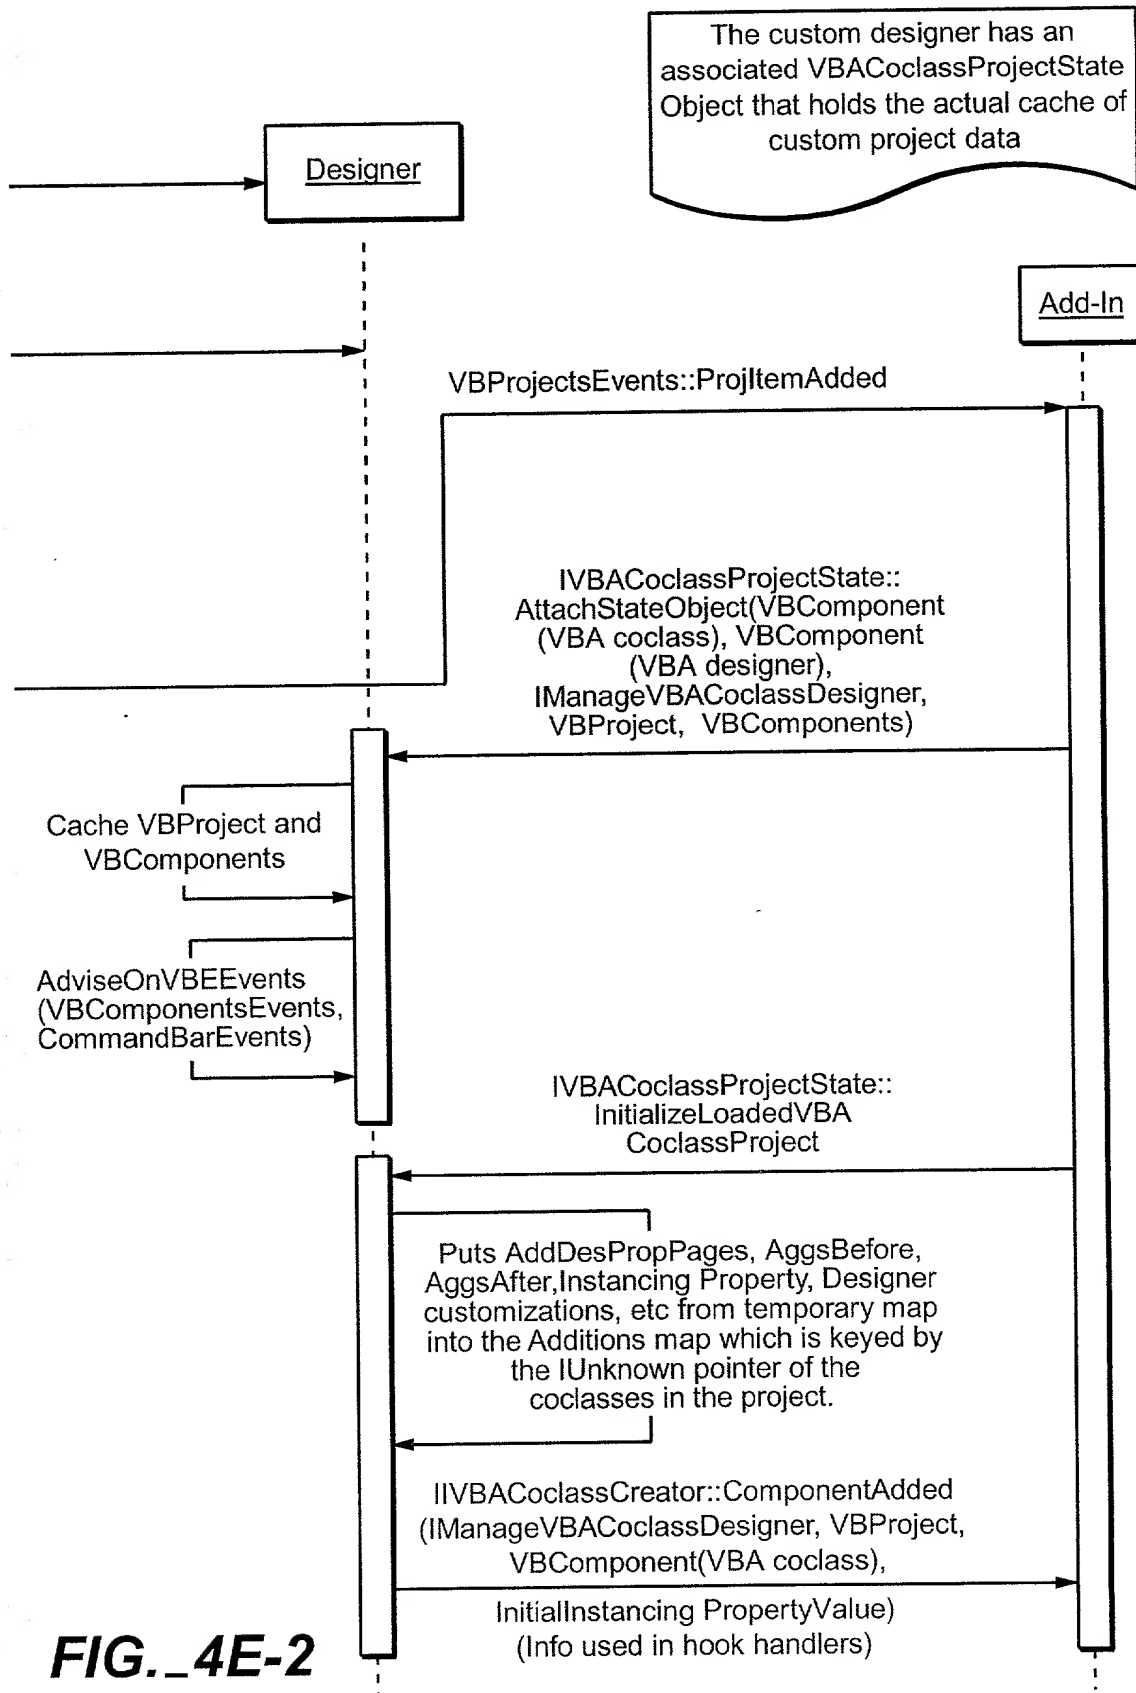 The custom designer has an
associated VBACoclassProjectState
Object that holds the actual cache of
custom project data
Designer
Add-In
VBProjectsEvents::ProjItemAdded
IVBACoclassProjectState::
AttachStateObject(VBComponent
(VBA coclass), VBComponent
(VBA designer),
IManageVBACoclassDesigner,
VBProject, VBComponents)
Cache VBProject and
VBComponents
AdviseOnVBEEvents
(VBComponentsEvents,
CommandBarEvents)
IVBACoclassProjectState::
InitializeLoadedVBA
CoclassProject
Puts AddDesPropPages, AggsBefore,
AggsAfter,Instancing Property, Designer
customizations, etc from temporary map
into the Additions map which is keyed by
the IUnknown pointer of the
coclasses in the project.
IIVBACoclassCreator::ComponentAdded
(IManageVBACoclassDesigner, VBProject,
VBComponent(VBA coclass),
InitialInstancing PropertyValue)
(Info used in hook handlers)
FIG._4E-2